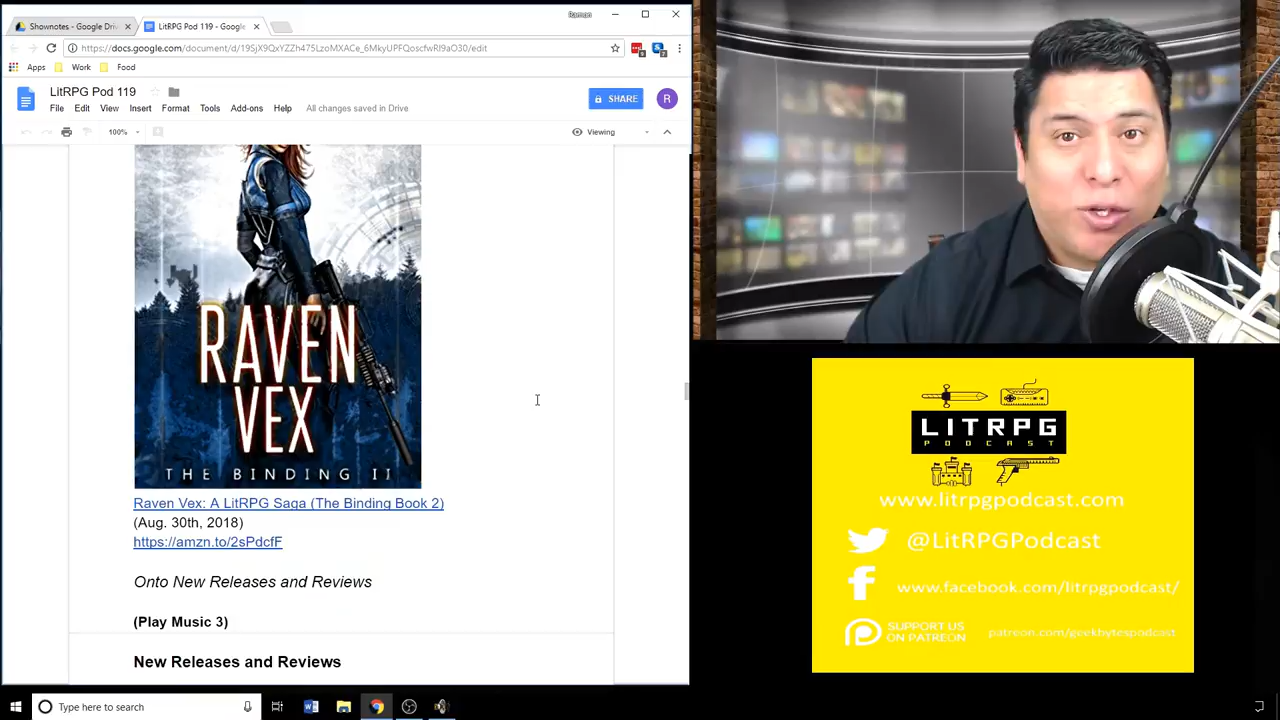 Ramon
Shownotes - Google Driv
LitRPG Pod 119 - Google
https://docs.google.com/document/d/19SjX9QxYZZh475LzoMXACe_6MkyUPFQoscfwRI9aO30/edit
Apps
Work
Food
LitRPG Pod 119
File Edit View Insert Format Tools Add-ons Help All changes saved in Drive
SHARE
R
100%
Viewing
RAVEN
VEX
THE BINDING II
Raven Vex: A LitRPG Saga (The Binding Book 2)
(Aug. 30th, 2018)
https://amzn.to/2sPdcfF
Onto New Releases and Reviews
(Play Music 3)
New Releases and Reviews
LITRPG
PODCAST
www.litrpgpodcast.com
@LitRPGPodcast
www.facebook.com/litrpgpodcast/
SUPPORT US
ON PATREON
patreon.com/geekbytespodcast
Type here to search